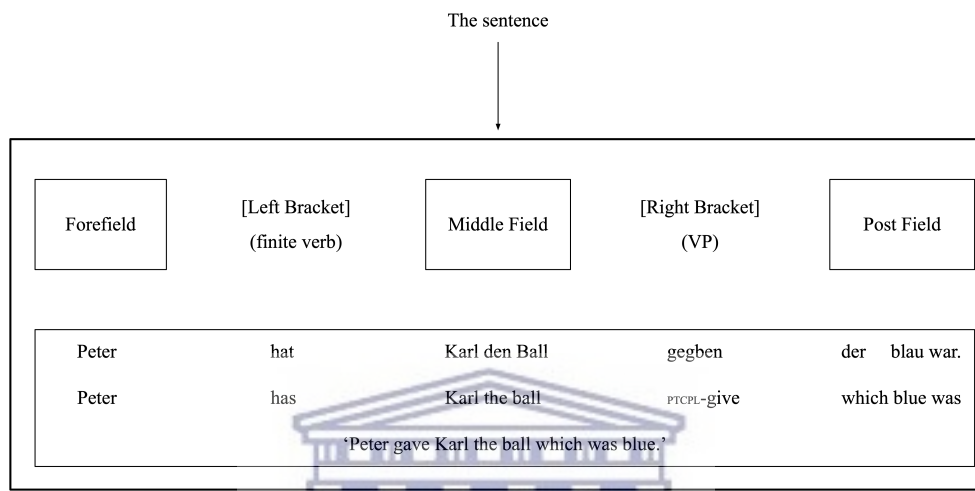 The sentence
Forefield [Left Bracket] Middle Field [Right Bracket] Post Field
(finite verb) (VP)
Peter hat Karl den Ball gegben der blau war.
Peter has Karl the ball PTCPL-give which blue was
‘Peter gave Karl the ball which was blue.’